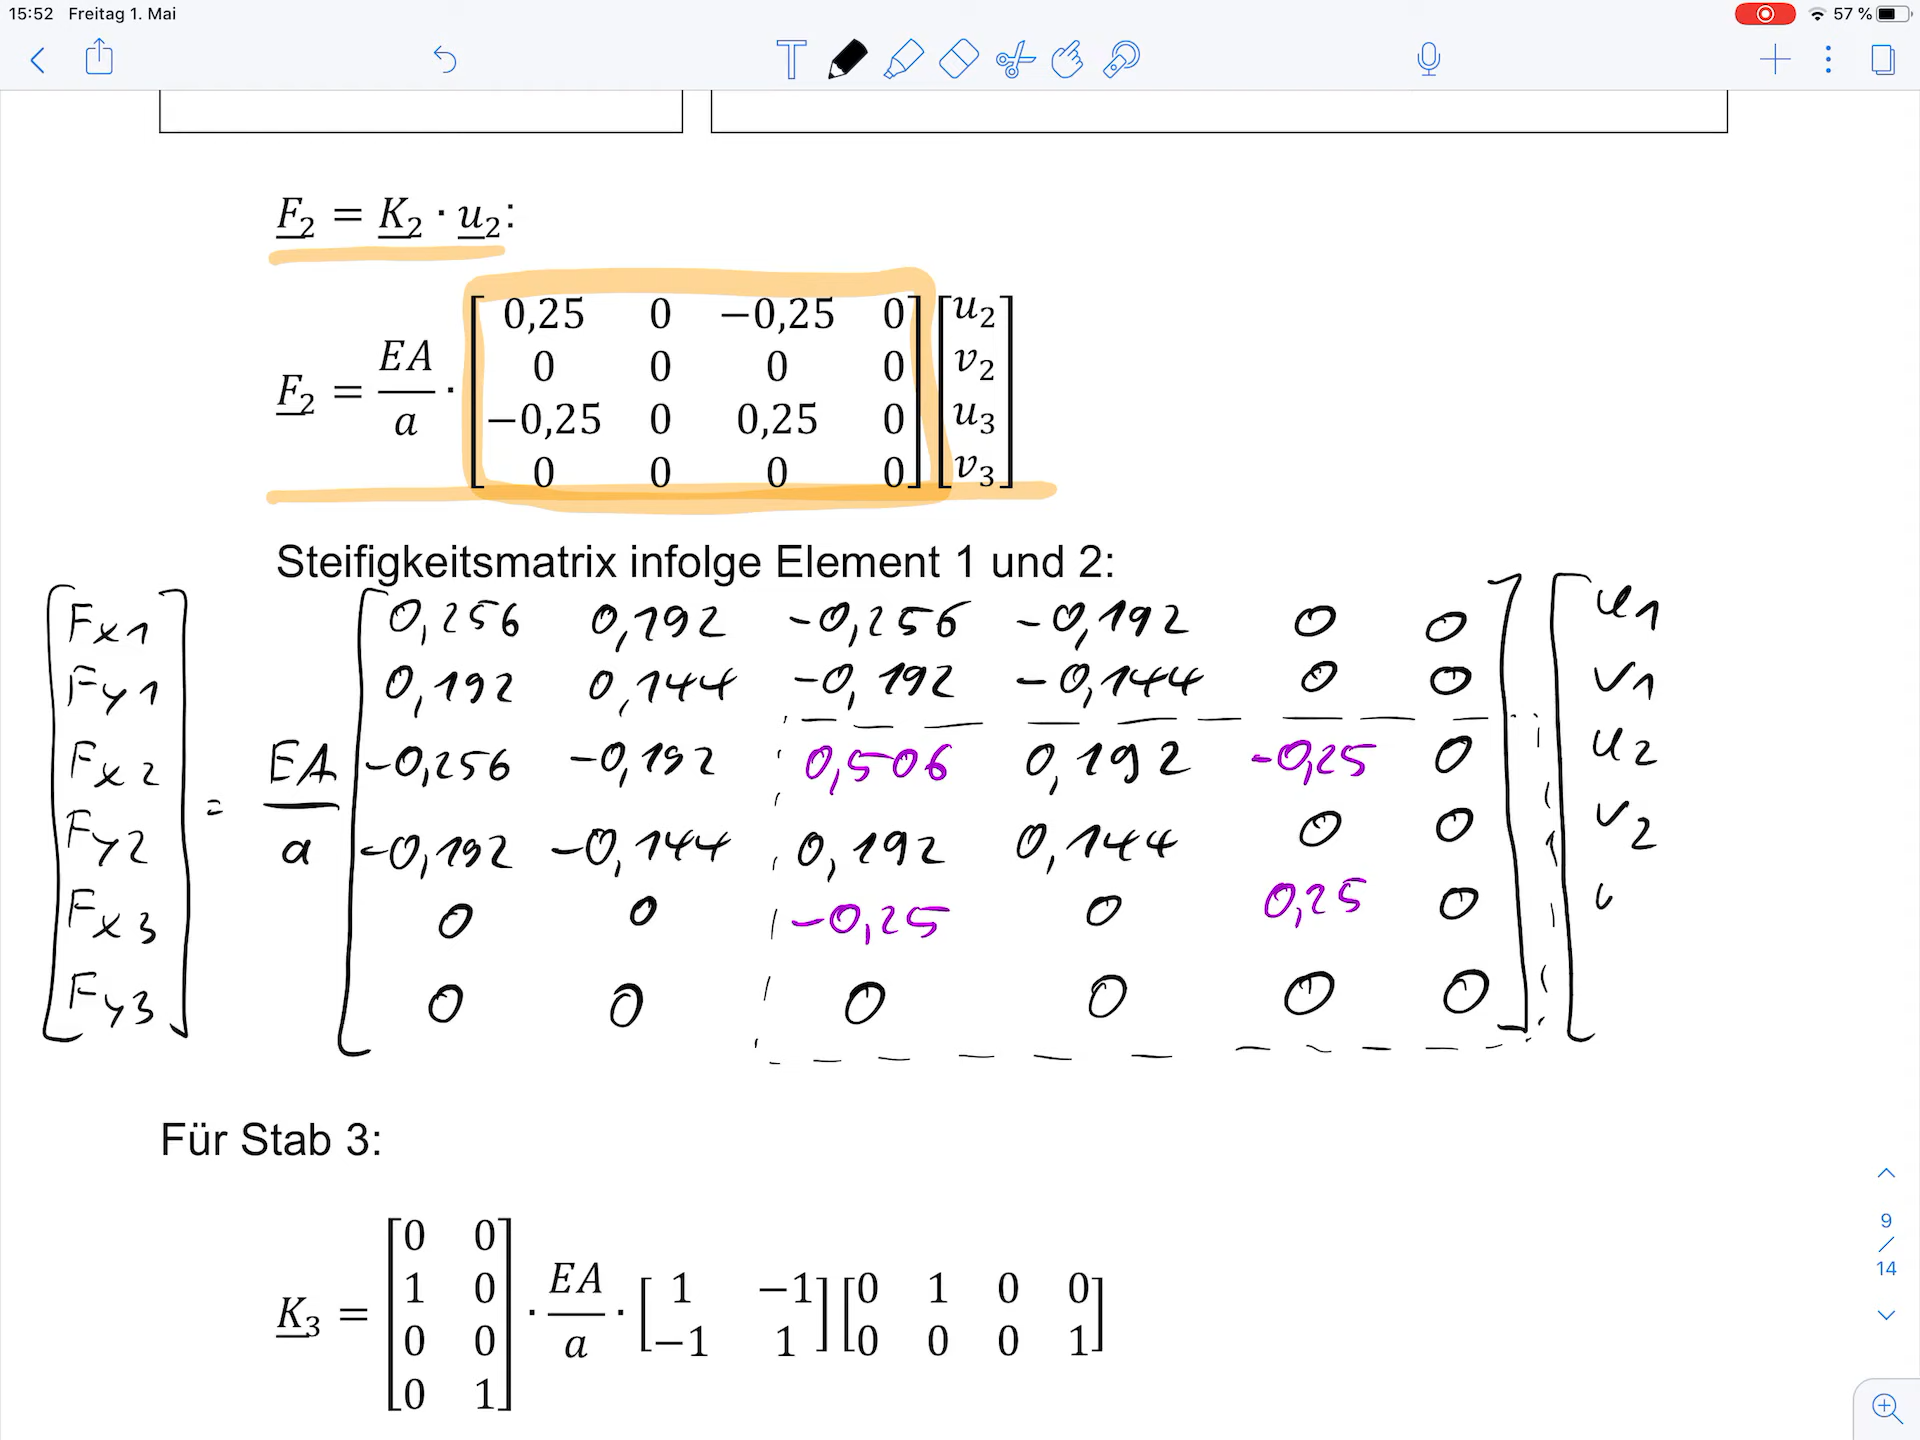 15:52 Freitag 1. Mai 57 %
T
F₂ = K₂ · u₂:
F₂ = EA/a · [0,25 0 −0,25 0] [u₂]
[0 0 0 0] [v₂]
[−0,25 0 0,25 0] [u₃]
[0 0 0 0] [v₃]
Steifigkeitsmatrix infolge Element 1 und 2:
[Fx1] [0,256 0,192 -0,256 -0,192 0 0] [u1]
[Fy1] [0,192 0,144 -0,192 -0,144 0 0] [v1]
[Fx2] = EA/a [-0,256 -0,192 0,506 0,192 -0,25 0] [u2]
[Fy2] [-0,192 -0,144 0,192 0,144 0 0] [v2]
[Fx3] [0 0 -0,25 0 0,25 0]
[Fy3] [0 0 0 0 0 0]
Für Stab 3:
K₃ = [0 0] · EA/a · [1 −1] [0 1 0 0]
[1 0] [−1 1] [0 0 0 1]
[0 0]
[0 1]
9
/
14